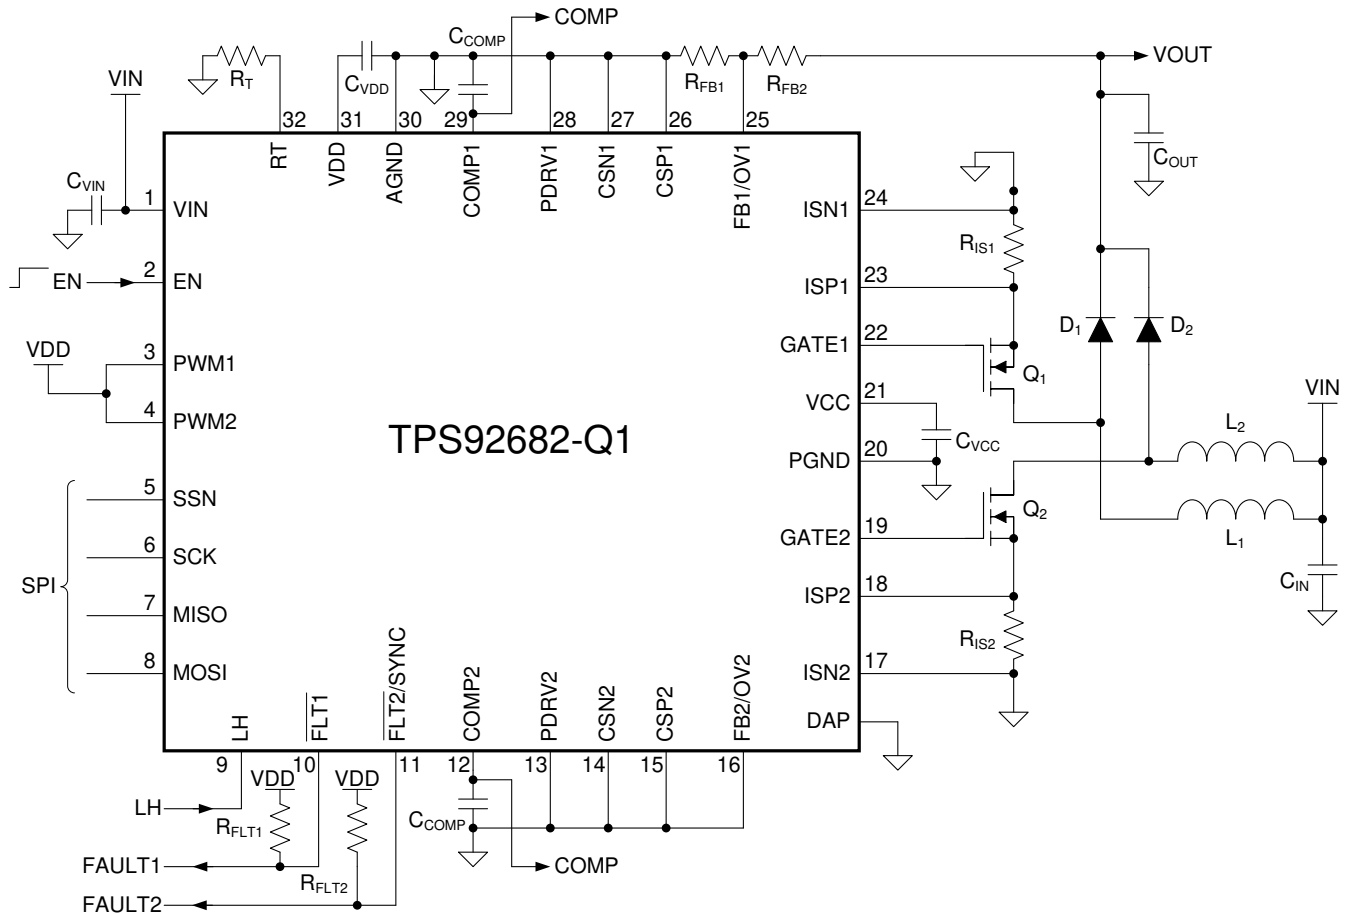 COMP
C_COMP
VOUT
VIN
R_T
C_VDD
R_FB1
R_FB2
32
31
30
29
28
27
26
25
RT
VDD
AGND
COMP1
PDRV1
CSN1
CSP1
FB1/OV1
C_OUT
C_VIN
1
VIN
ISN1
24
R_IS1
EN
2
EN
ISP1
23
VDD
3
PWM1
GATE1
22
Q_1
D_1
D_2
4
PWM2
VCC
21
C_VCC
VIN
TPS92682-Q1
PGND
20
L_2
SPI
5
SSN
Q_2
6
SCK
GATE2
19
L_1
C_IN
7
MISO
ISP2
18
R_IS2
8
MOSI
ISN2
17
DAP
LH
FLT1
FLT2/SYNC
COMP2
PDRV2
CSN2
CSP2
FB2/OV2
9
10
11
12
13
14
15
16
VDD
VDD
LH
R_FLT1
C_COMP
FAULT1
COMP
R_FLT2
FAULT2